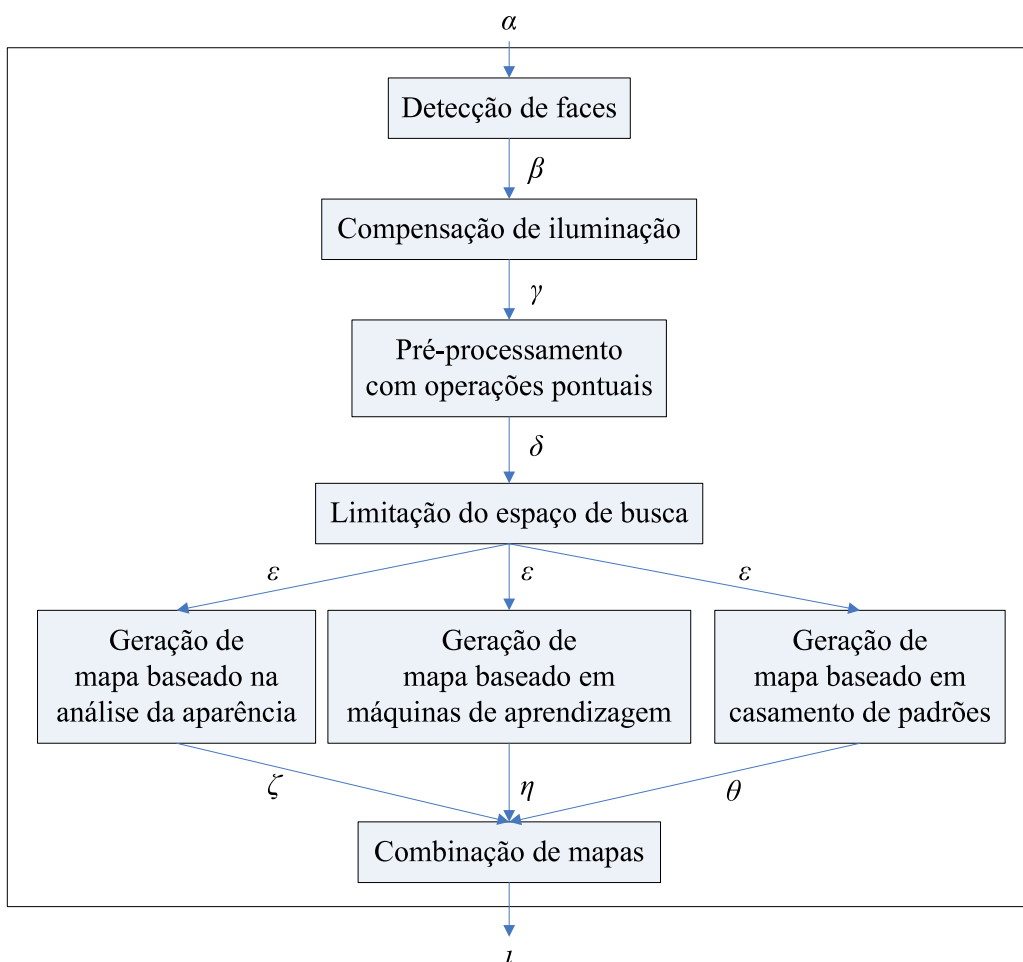 α
Detecção de faces
β
Compensação de iluminação
γ
Pré-processamento
com operações pontuais
δ
Limitação do espaço de busca
ε
ε
ε
Geração de
mapa baseado na
análise da aparência
Geração de
mapa baseado em
máquinas de aprendizagem
Geração de
mapa baseado em
casamento de padrões
ζ
η
θ
Combinação de mapas
ι